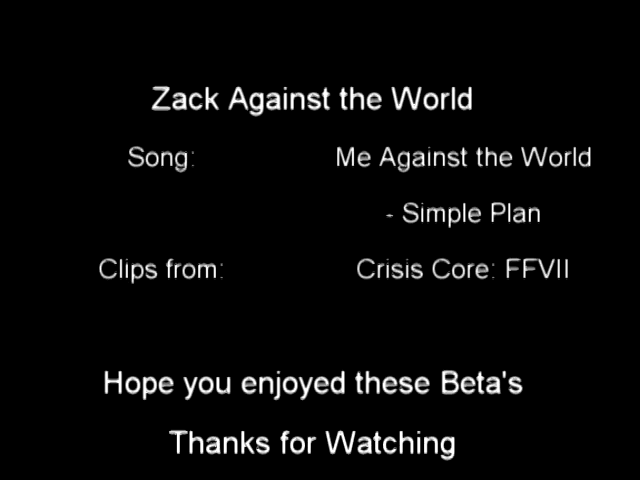 Zack Against the World
Song: Me Against the World
- Simple Plan
Clips from: Crisis Core: FFVII
Hope you enjoyed these Beta's
Thanks for Watching